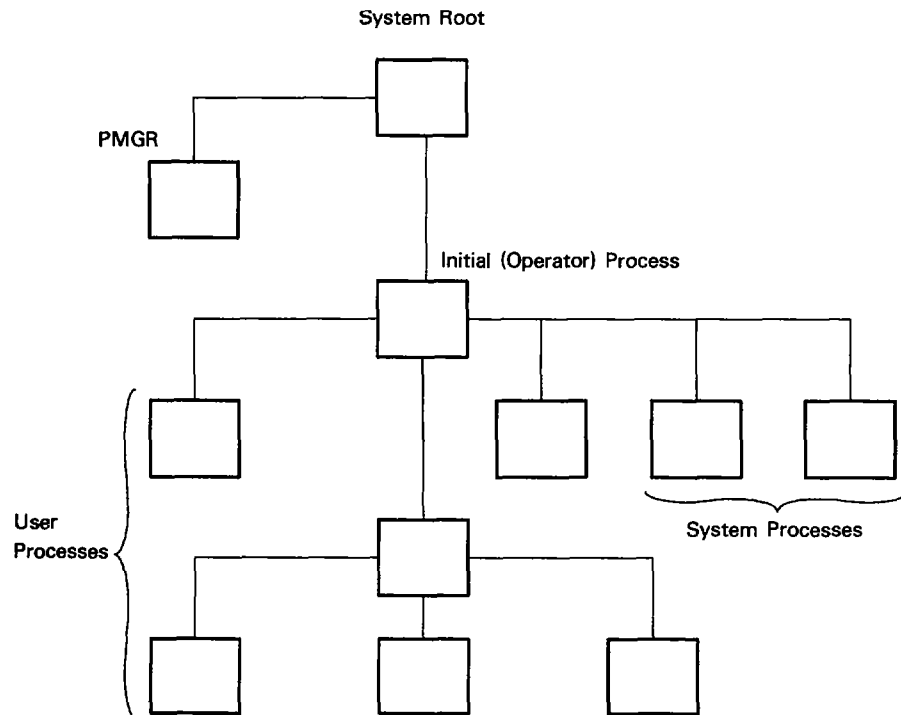 System Root
PMGR
Initial (Operator) Process
User
Processes
System Processes